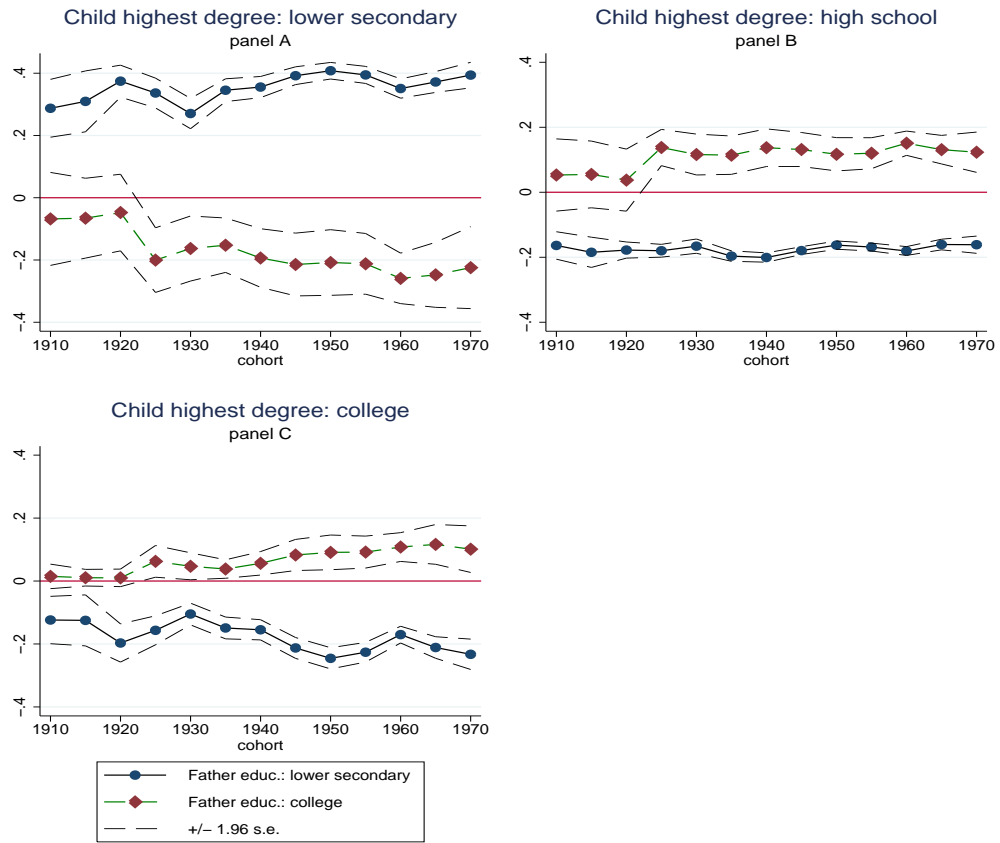 Child highest degree: lower secondary
panel A
.4
.2
0
-.2
-.4
1910 1920 1930 1940 1950 1960 1970
cohort
Child highest degree: high school
panel B
.4
.2
0
-.2
-.4
1910 1920 1930 1940 1950 1960 1970
cohort
Child highest degree: college
panel C
.4
.2
0
-.2
-.4
1910 1920 1930 1940 1950 1960 1970
cohort
Father educ.: lower secondary
Father educ.: college
+/− 1.96 s.e.